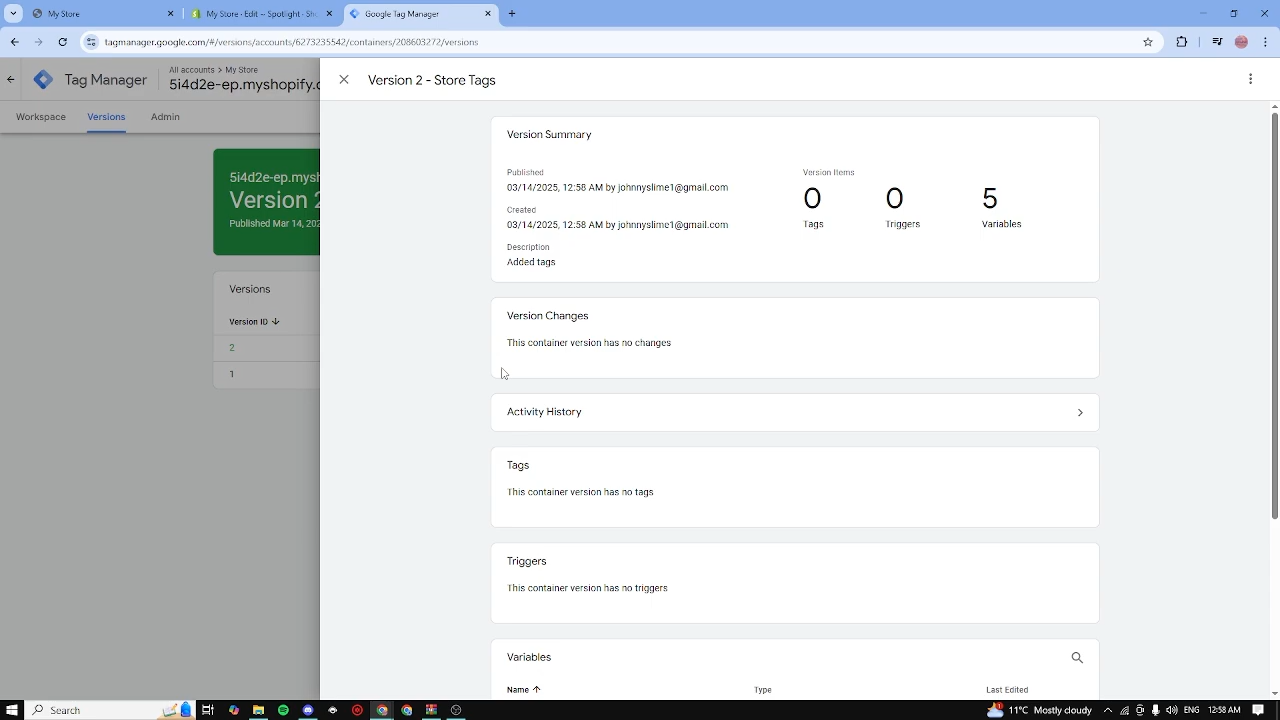 My Store
My Store - Edit ~ Spotlight - Sh
Google Tag Manager
tagmanager.google.com/#/versions/accounts/6273235542/containers/208603272/versions
Tag Manager
All accounts > My Store
5i4d2e-ep.myshopify.c
Version 2 - Store Tags
Workspace
Versions
Admin
5i4d2e-ep.mysh
Version 2
Published Mar 14, 202
Versions
Version ID
2
1
Version Summary
Published
03/14/2025, 12:58 AM by johnnyslime1@gmail.com
Created
03/14/2025, 12:58 AM by johnnyslime1@gmail.com
Description
Added tags
Version Items
0 0 5
Tags Triggers Variables
Version Changes
This container version has no changes
Activity History
Tags
This container version has no tags
Triggers
This container version has no triggers
Variables
Name Type Last Edited
Search
11°C Mostly cloudy
ENG
12:58 AM